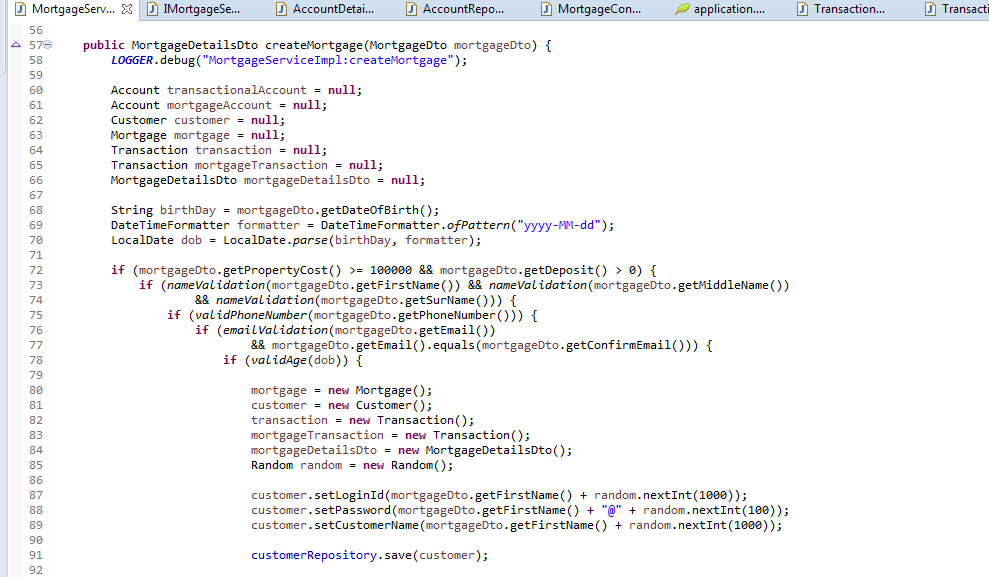 MortgageServ... IMortgageSe... AccountDetai... AccountRepo... MortgageCon... application.... Transaction... Transacti
56
57 public MortgageDetailsDto createMortgage(MortgageDto mortgageDto) {
58 LOGGER.debug("MortgageServiceImpl:createMortgage");
59
60 Account transactionalAccount = null;
61 Account mortgageAccount = null;
62 Customer customer = null;
63 Mortgage mortgage = null;
64 Transaction transaction = null;
65 Transaction mortgageTransaction = null;
66 MortgageDetailsDto mortgageDetailsDto = null;
67
68 String birthDay = mortgageDto.getDateOfBirth();
69 DateTimeFormatter formatter = DateTimeFormatter.ofPattern("yyyy-MM-dd");
70 LocalDate dob = LocalDate.parse(birthDay, formatter);
71
72 if (mortgageDto.getPropertyCost() >= 100000 && mortgageDto.getDeposit() > 0) {
73 if (nameValidation(mortgageDto.getFirstName()) && nameValidation(mortgageDto.getMiddleName())
74 && nameValidation(mortgageDto.getSurName())) {
75 if (validPhoneNumber(mortgageDto.getPhoneNumber())) {
76 if (emailValidation(mortgageDto.getEmail())
77 && mortgageDto.getEmail().equals(mortgageDto.getConfirmEmail())) {
78 if (validAge(dob)) {
79
80 mortgage = new Mortgage();
81 customer = new Customer();
82 transaction = new Transaction();
83 mortgageTransaction = new Transaction();
84 mortgageDetailsDto = new MortgageDetailsDto();
85 Random random = new Random();
86
87 customer.setLoginId(mortgageDto.getFirstName() + random.nextInt(1000));
88 customer.setPassword(mortgageDto.getFirstName() + "@" + random.nextInt(100));
89 customer.setCustomerName(mortgageDto.getFirstName() + random.nextInt(1000));
90
91 customerRepository.save(customer);
92